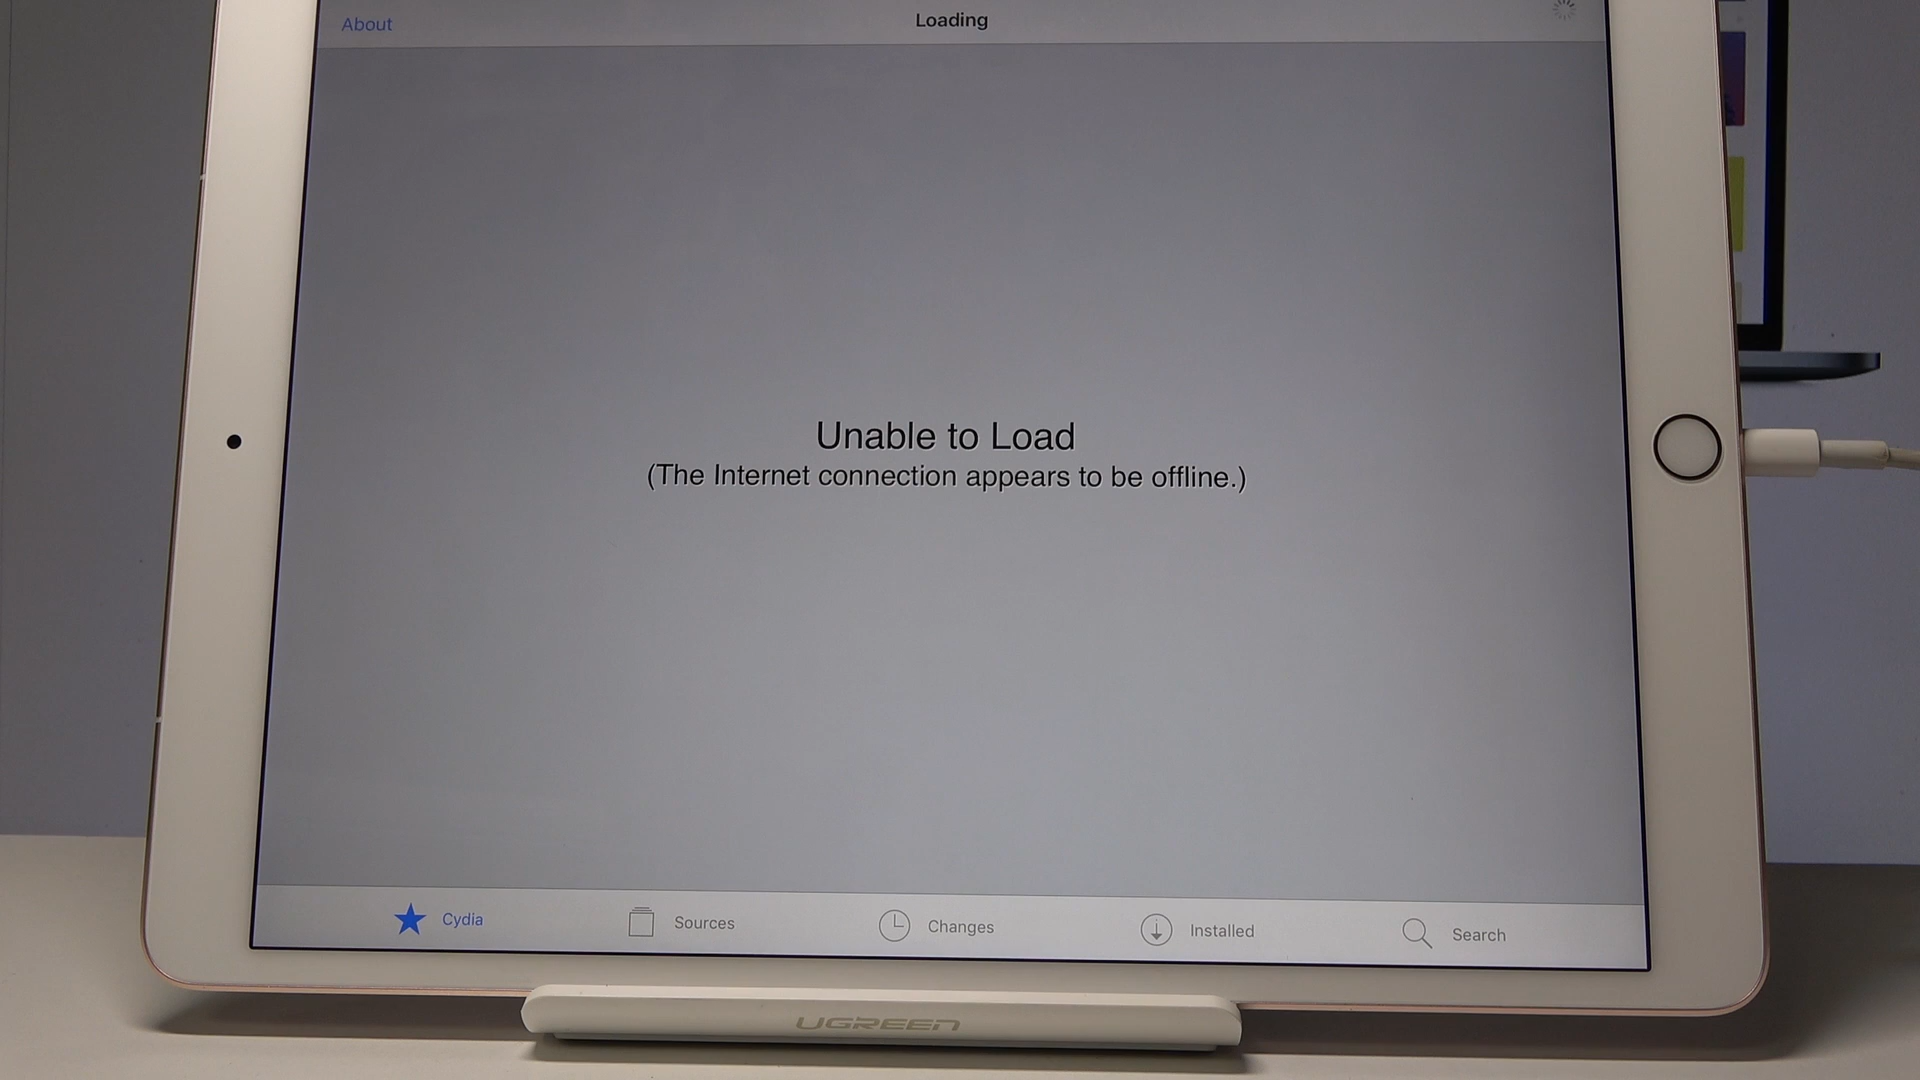 About
Loading
Unable to Load
(The Internet connection appears to be offline.)
Cydia
Sources
Changes
Installed
Search
UGREEN